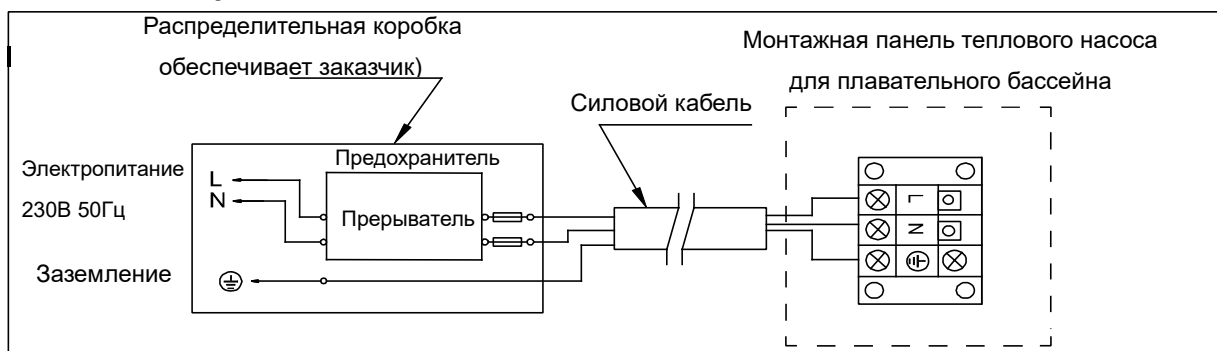 Распределительная коробка
обеспечивает заказчик)
Монтажная панель теплового насоса
для плавательного бассейна
Силовой кабель
Электропитание
230В 50Гц
Заземление
L
N
Предохранитель
Прерыватель
L
N